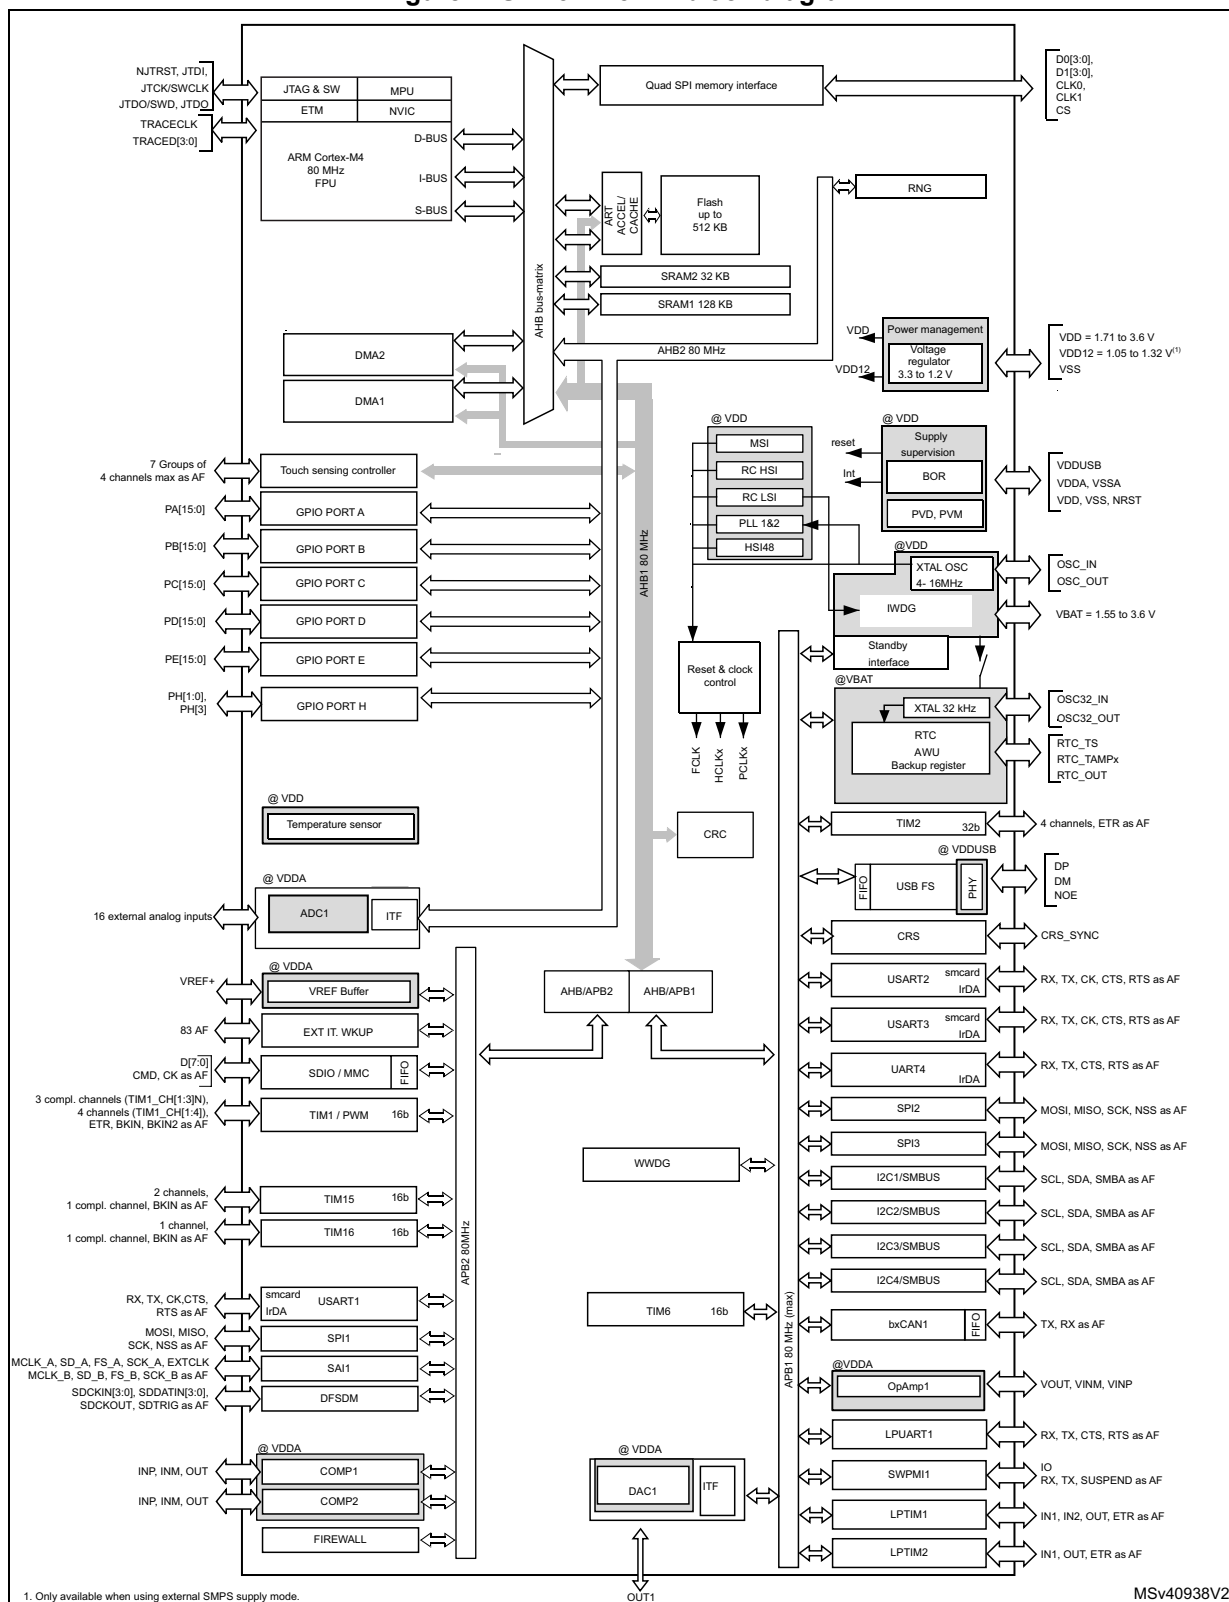 NJTRST, JTDI,
JTCK/SWCLK
JTDO/SWD, JTDO
TRACECLK
TRACED[3:0]
JTAG & SW
MPU
ETM
NVIC
ARM Cortex-M4
80 MHz
FPU
D-BUS
I-BUS
S-BUS
AHB bus-matrix
Quad SPI memory interface
D0[3:0],
D1[3:0],
CLK0,
CLK1
CS
ART
ACCEL/
CACHE
Flash
up to
512 KB
RNG
SRAM2 32 KB
SRAM1 128 KB
AHB2 80 MHz
DMA2
DMA1
VDD
VDD12
Power management
Voltage
regulator
3.3 to 1.2 V
VDD = 1.71 to 3.6 V
VDD12 = 1.05 to 1.32 V(1)
VSS
@ VDD
MSI
RC HSI
RC LSI
PLL 1&2
HSI48
@ VDD
reset
Int
Supply
supervision
BOR
PVD, PVM
VDDUSB
VDDA, VSSA
VDD, VSS, NRST
7 Groups of
4 channels max as AF
Touch sensing controller
PA[15:0]
GPIO PORT A
PB[15:0]
GPIO PORT B
PC[15:0]
GPIO PORT C
PD[15:0]
GPIO PORT D
PE[15:0]
GPIO PORT E
PH[1:0],
PH[3]
GPIO PORT H
AHB1 80 MHz
@VDD
XTAL OSC
4- 16MHz
IWDG
OSC_IN
OSC_OUT
VBAT = 1.55 to 3.6 V
Standby
interface
Reset & clock
control
FCLK
HCLKx
PCLKx
@VBAT
XTAL 32 kHz
RTC
AWU
Backup register
OSC32_IN
OSC32_OUT
RTC_TS
RTC_TAMPx
RTC_OUT
@ VDD
Temperature sensor
CRC
TIM2
32b
4 channels, ETR as AF
@ VDDUSB
FIFO
USB FS
PHY
DP
DM
NOE
@ VDDA
16 external analog inputs
ADC1
ITF
CRS
CRS_SYNC
@ VDDA
VREF+
VREF Buffer
AHB/APB2
AHB/APB1
USART2
smcard
IrDA
RX, TX, CK, CTS, RTS as AF
83 AF
EXT IT. WKUP
USART3
smcard
IrDA
RX, TX, CK, CTS, RTS as AF
D[7:0]
CMD, CK as AF
SDIO / MMC
FIFO
UART4
IrDA
RX, TX, CTS, RTS as AF
3 compl. channels (TIM1_CH[1:3]N),
4 channels (TIM1_CH[1:4]),
ETR, BKIN, BKIN2 as AF
TIM1 / PWM
16b
SPI2
MOSI, MISO, SCK, NSS as AF
SPI3
MOSI, MISO, SCK, NSS as AF
WWDG
I2C1/SMBUS
SCL, SDA, SMBA as AF
2 channels,
1 compl. channel, BKIN as AF
TIM15
16b
I2C2/SMBUS
SCL, SDA, SMBA as AF
1 channel,
1 compl. channel, BKIN as AF
TIM16
16b
I2C3/SMBUS
SCL, SDA, SMBA as AF
APB2 80MHz
I2C4/SMBUS
SCL, SDA, SMBA as AF
RX, TX, CK,CTS,
RTS as AF
smcard
IrDA
USART1
TIM6
16b
APB1 80 MHz (max)
bxCAN1
FIFO
TX, RX as AF
MOSI, MISO,
SCK, NSS as AF
SPI1
MCLK_A, SD_A, FS_A, SCK_A, EXTCLK
MCLK_B, SD_B, FS_B, SCK_B as AF
SAI1
@VDDA
OpAmp1
VOUT, VINM, VINP
SDCKIN[3:0], SDDATIN[3:0],
SDCKOUT, SDTRIG as AF
DFSDM
LPUART1
RX, TX, CTS, RTS as AF
@ VDDA
INP, INM, OUT
COMP1
INP, INM, OUT
COMP2
FIREWALL
@ VDDA
DAC1
ITF
OUT1
SWPMI1
IO
RX, TX, SUSPEND as AF
LPTIM1
IN1, IN2, OUT, ETR as AF
LPTIM2
IN1, OUT, ETR as AF
1. Only available when using external SMPS supply mode.
MSv40938V2